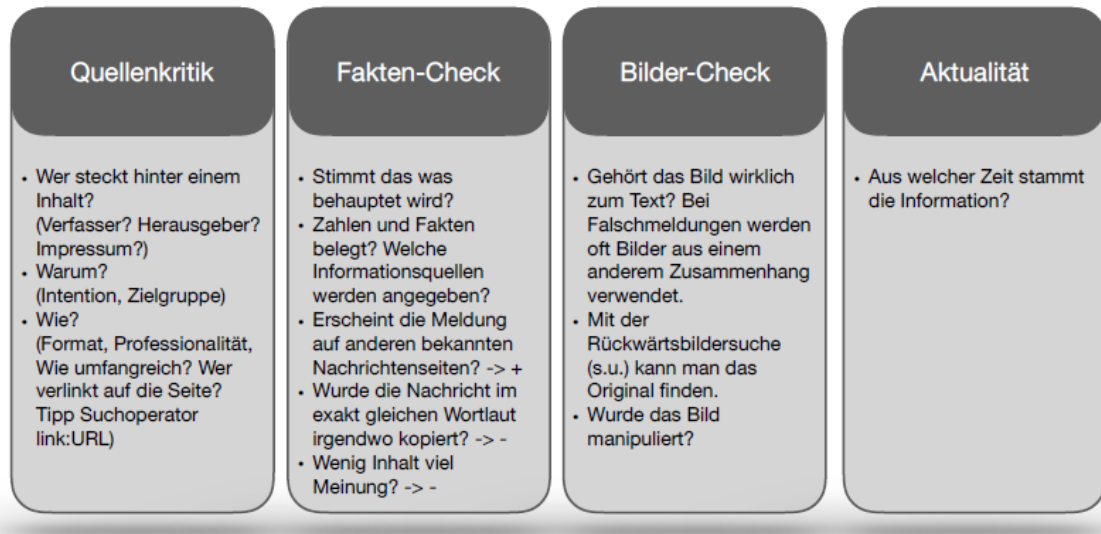 Quellenkritik
• Wer steckt hinter einem
Inhalt?
(Verfasser? Herausgeber?
Impressum?)
• Warum?
(Intention, Zielgruppe)
• Wie?
(Format, Professionalität,
Wie umfangreich? Wer
verlinkt auf die Seite?
Tipp Suchoperator
link:URL)
Fakten-Check
• Stimmt das was
behauptet wird?
• Zahlen und Fakten
belegt? Welche
Informationsquellen
werden angegeben?
• Erscheint die Meldung
auf anderen bekannten
Nachrichtenseiten? -> +
• Wurde die Nachricht im
exakt gleichen Wortlaut
irgendwo kopiert? -> -
• Wenig Inhalt viel
Meinung? -> -
Bilder-Check
• Gehört das Bild wirklich
zum Text? Bei
Falschmeldungen werden
oft Bilder aus einem
anderem Zusammenhang
verwendet.
• Mit der
Rückwärtsbildersuche
(s.u.) kann man das
Original finden.
• Wurde das Bild
manipuliert?
Aktualität
• Aus welcher Zeit stammt
die Information?